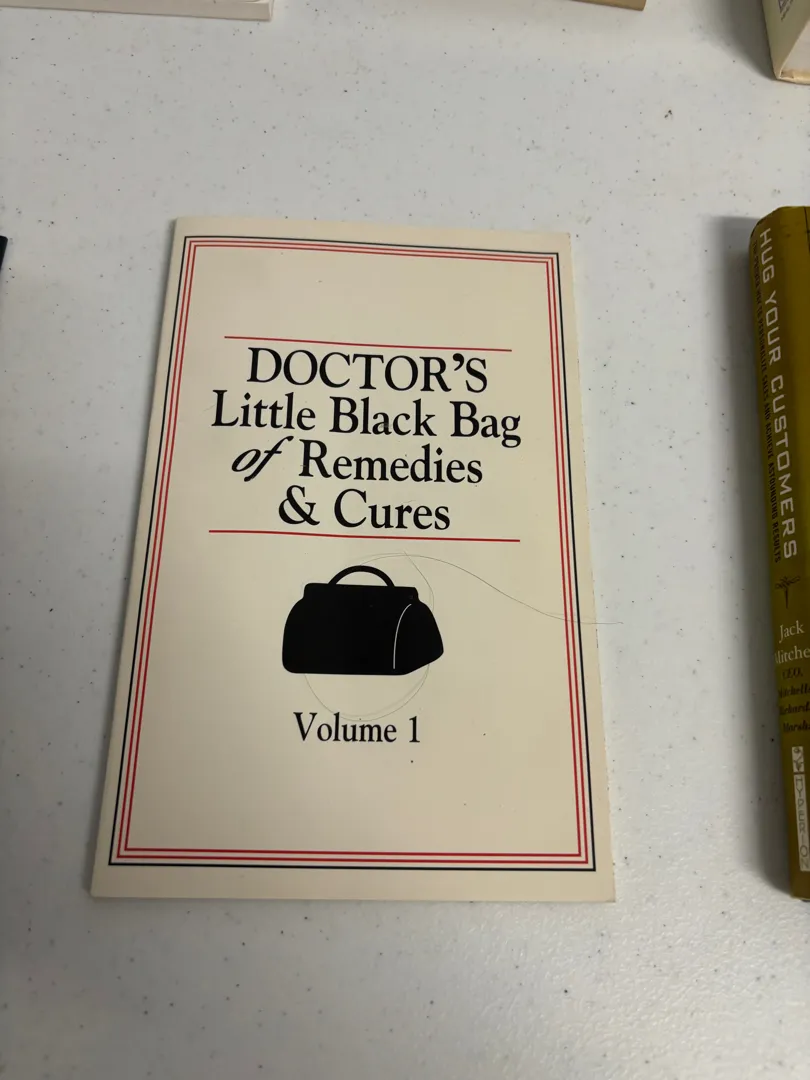 DOCTOR'S
Little Black Bag
of Remedies
& Cures
Volume 1
HUG YOUR CUSTOMERS
Jack